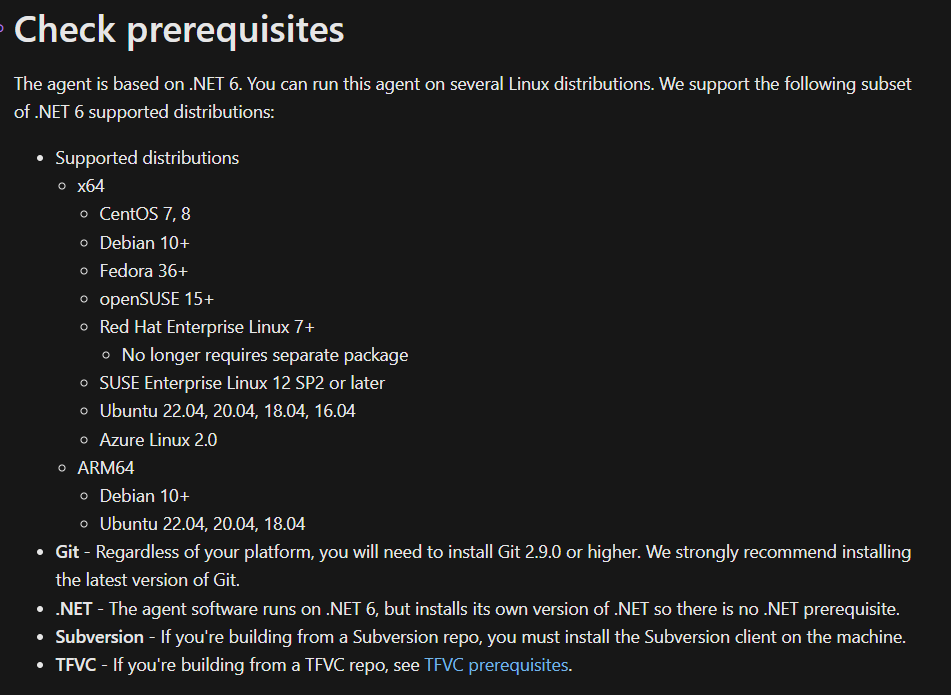 Check prerequisites
The agent is based on .NET 6. You can run this agent on several Linux distributions. We support the following subset
of .NET 6 supported distributions:
Supported distributions
x64
CentOS 7, 8
Debian 10+
Fedora 36+
openSUSE 15+
Red Hat Enterprise Linux 7+
No longer requires separate package
SUSE Enterprise Linux 12 SP2 or later
Ubuntu 22.04, 20.04, 18.04, 16.04
Azure Linux 2.0
ARM64
Debian 10+
Ubuntu 22.04, 20.04, 18.04
Git - Regardless of your platform, you will need to install Git 2.9.0 or higher. We strongly recommend installing
the latest version of Git.
.NET - The agent software runs on .NET 6, but installs its own version of .NET so there is no .NET prerequisite.
Subversion - If you're building from a Subversion repo, you must install the Subversion client on the machine.
TFVC - If you're building from a TFVC repo, see TFVC prerequisites.